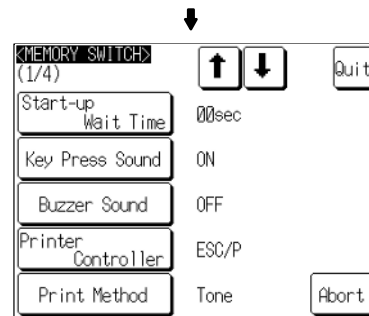 <MEMORY SWITCH>
(1/4)
Quit
Start-up
Wait Time
00sec
Key Press Sound
ON
Buzzer Sound
OFF
Printer
Controller
ESC/P
Print Method
Tone
Abort